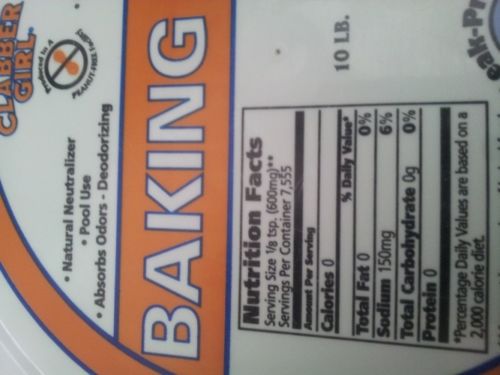 CLABBER
GIRL
Produced In A
PEANUT-FREE Facility
• Natural Neutralizer
• Pool Use
• Absorbs Odors - Deodorizing
BAKING
10 LB.
Nutrition Facts
Serving Size 1/8 tsp. (600mg)**
Servings Per Container 7,555
Amount Per Serving
Calories 0
% Daily Value*
Total Fat 0 0%
Sodium 150mg 6%
Total Carbohydrate 0g 0%
Protein 0
*Percentage Daily Values are based on a
2,000 calorie diet.